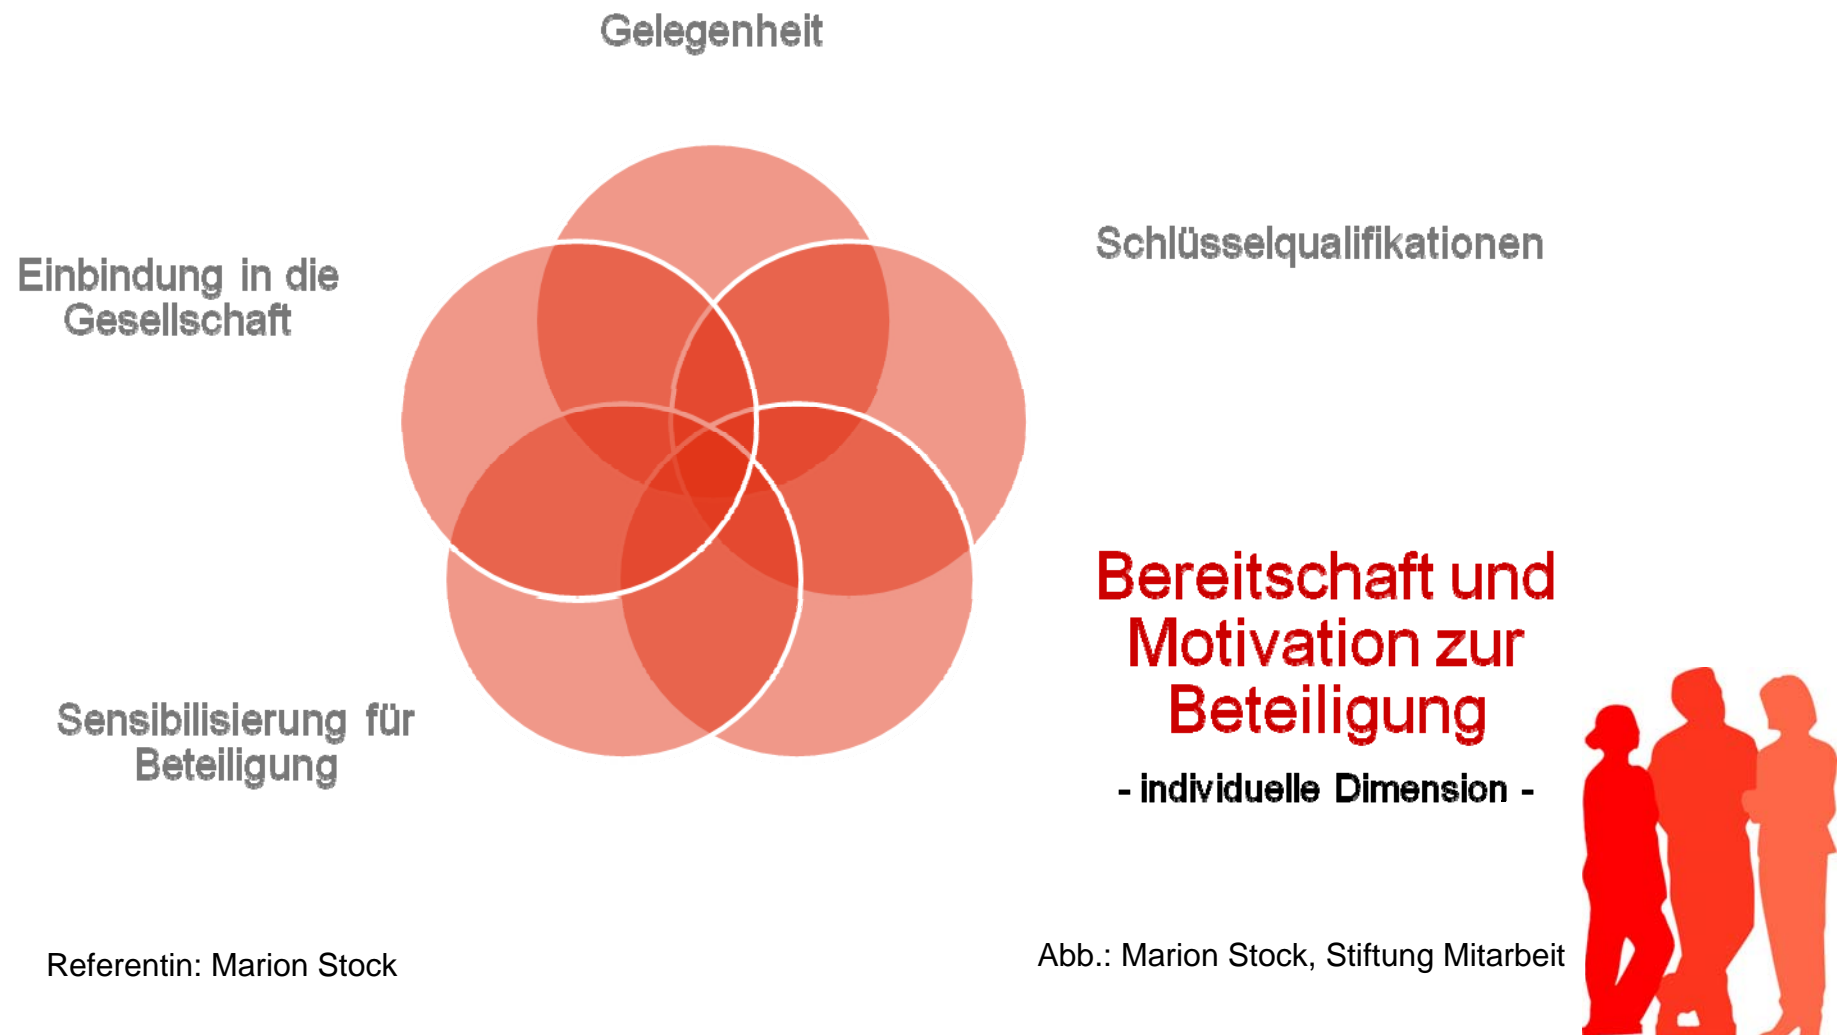 Gelegenheit
Schlüsselqualifikationen
Einbindung in die
Gesellschaft
Bereitschaft und
Motivation zur
Beteiligung
- individuelle Dimension -
Sensibilisierung für
Beteiligung
Referentin: Marion Stock
Abb.: Marion Stock, Stiftung Mitarbeit